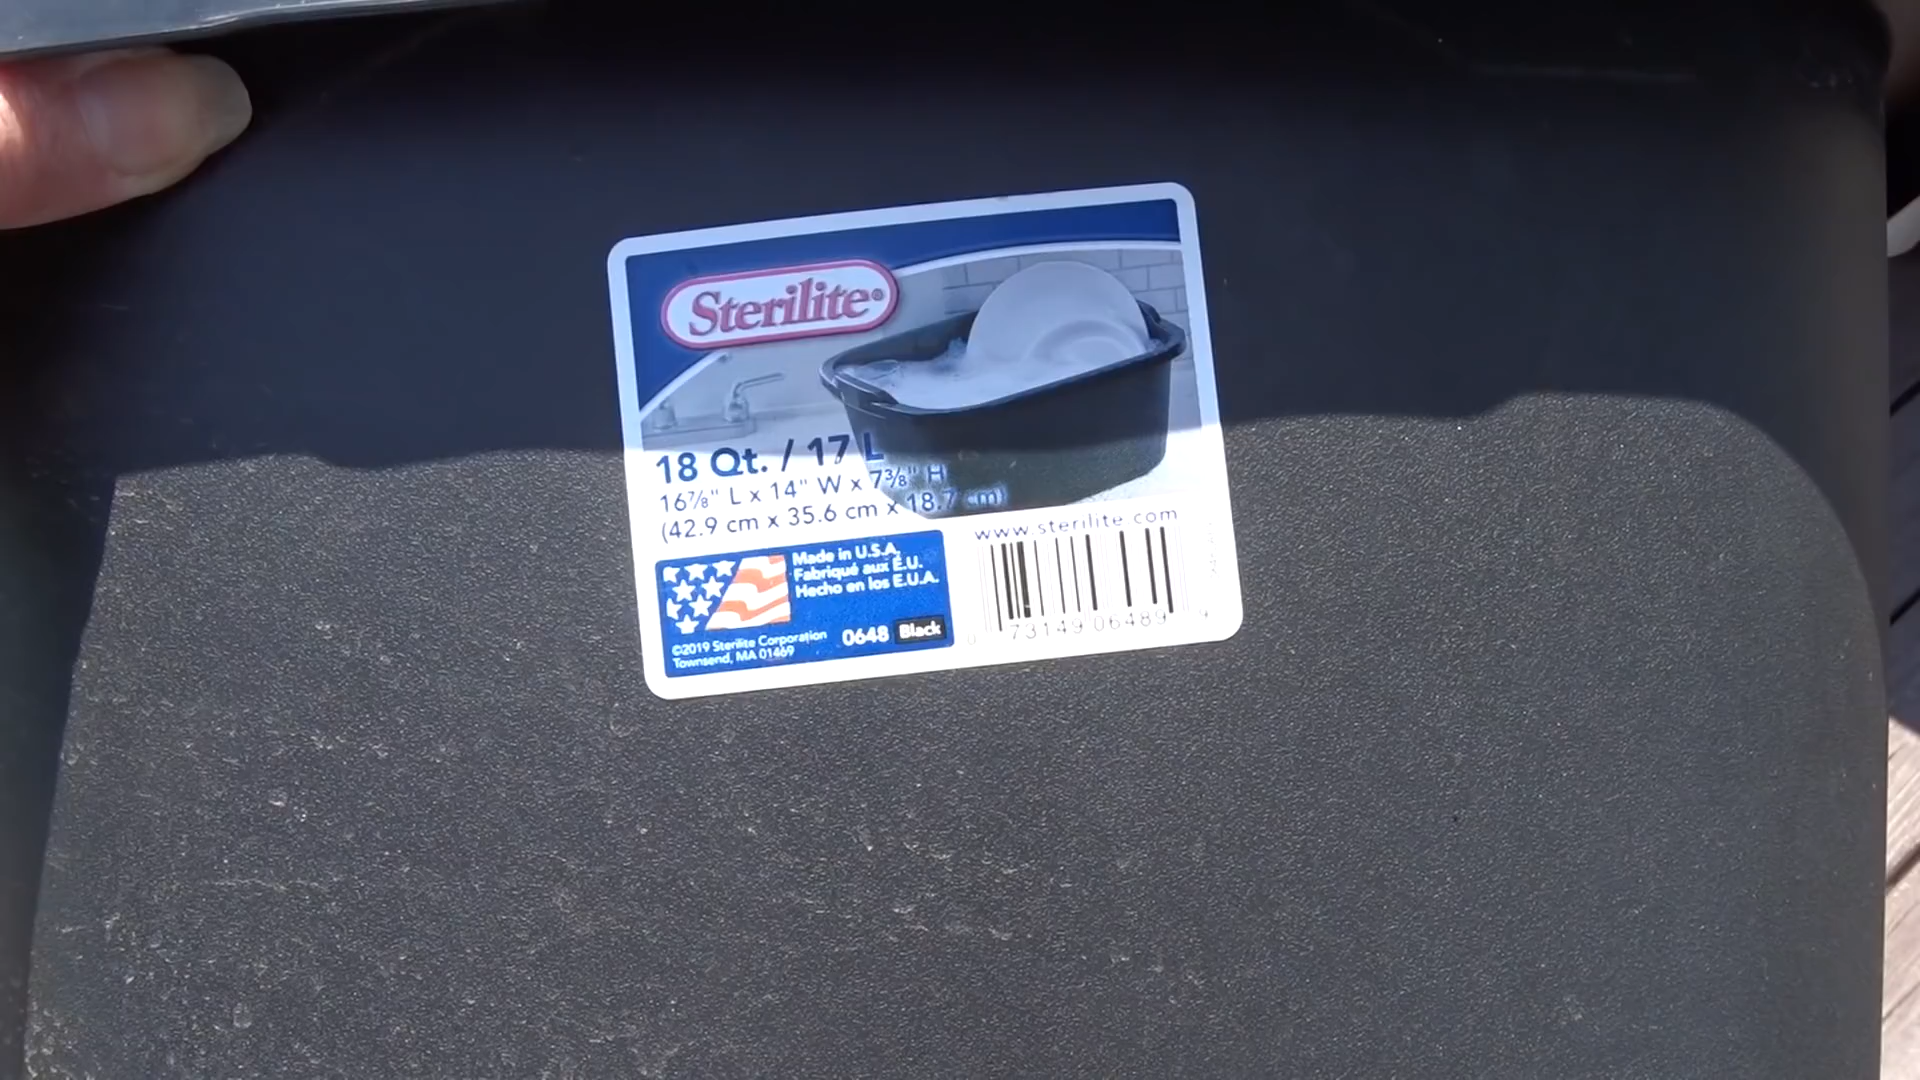 Sterilite®
18 Qt. / 17 L
16⅞" L x 14" W x 7⅜" H
(42.9 cm x 35.6 cm x 18.7 cm)
www.sterilite.com
Made in U.S.A.
Fabriqué aux É.U.
Hecho en los E.U.A.
©2019 Sterilite Corporation
Townsend, MA 01469
0648 Black
0 73149 06489 9